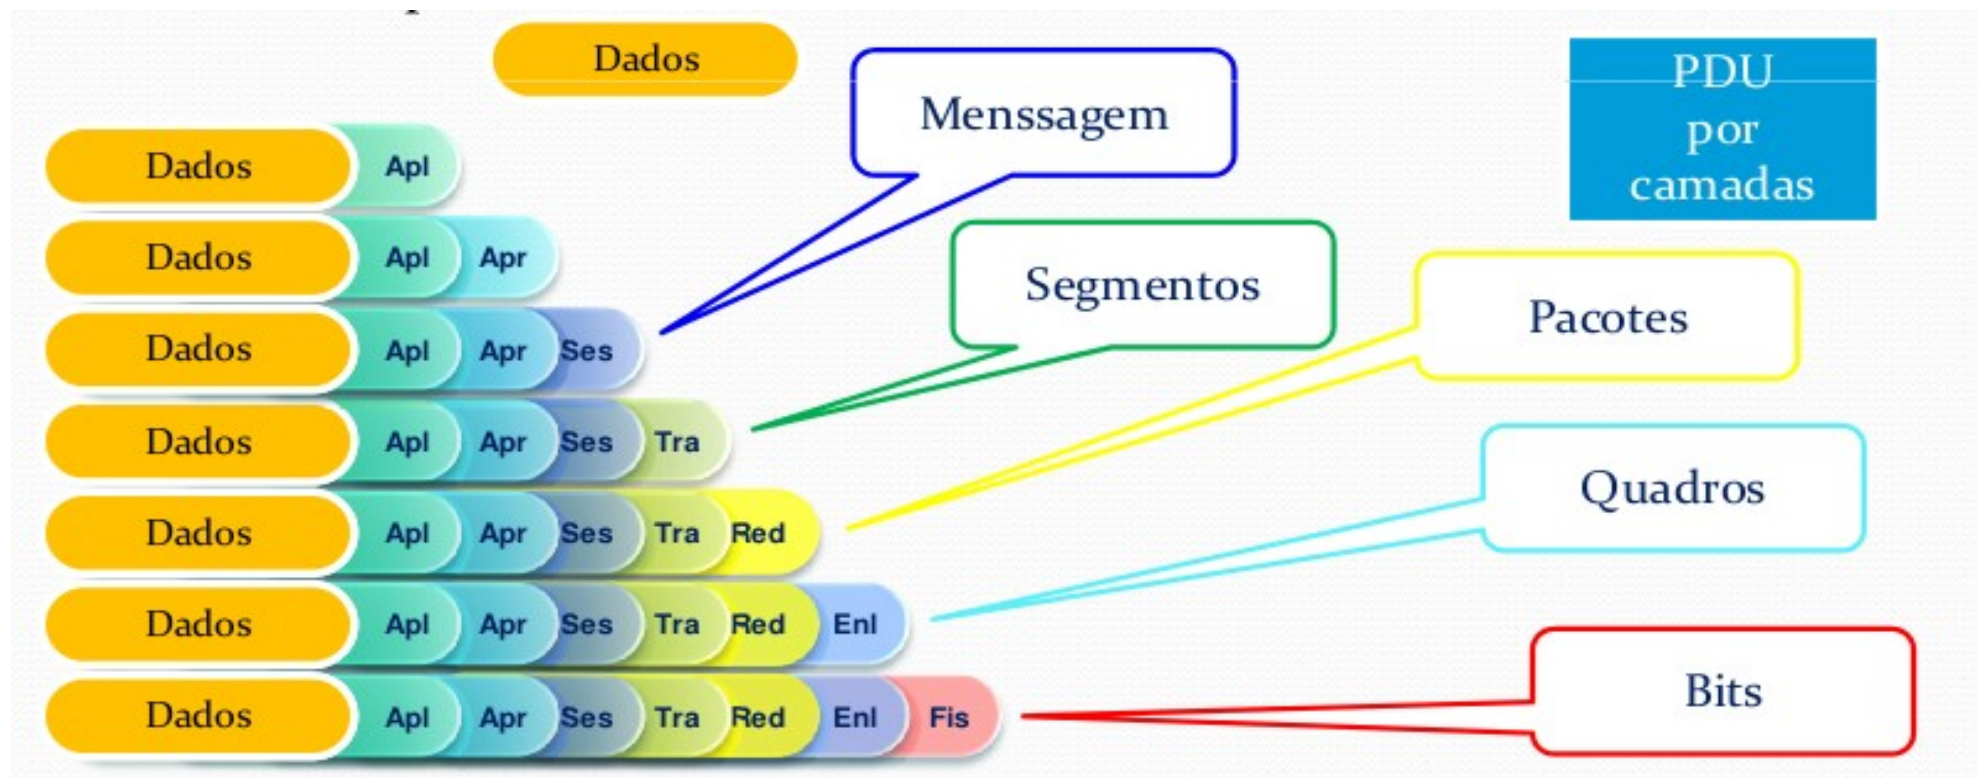 Dados
Menssagem
PDU
por
camadas
Dados Apl
Dados Apl Apr
Segmentos
Pacotes
Dados Apl Apr Ses
Dados Apl Apr Ses Tra
Quadros
Dados Apl Apr Ses Tra Red
Dados Apl Apr Ses Tra Red Enl
Dados Apl Apr Ses Tra Red Enl Fis
Bits